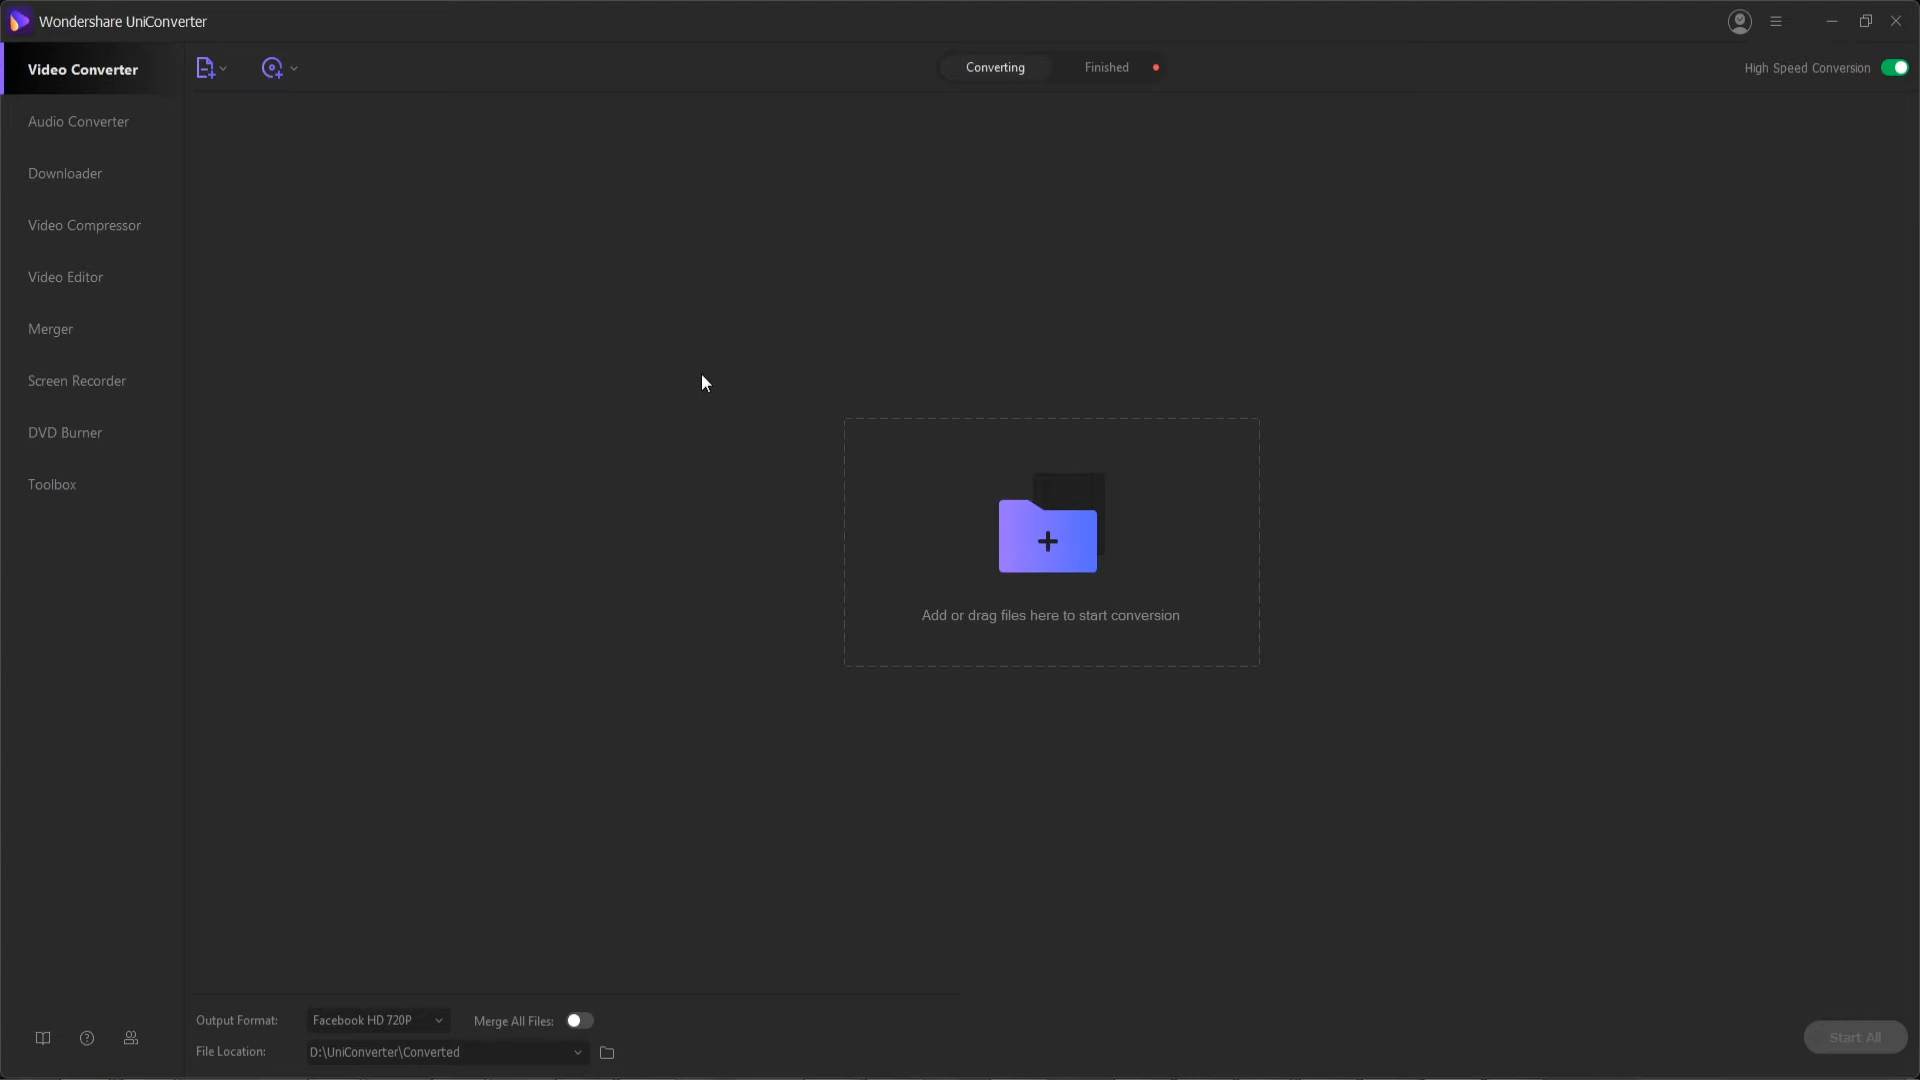 Wondershare UniConverter
Video Converter
Audio Converter
Downloader
Video Compressor
Video Editor
Merger
Screen Recorder
DVD Burner
Toolbox
Converting
Finished
High Speed Conversion
Add or drag files here to start conversion
Output Format:
Facebook HD 720P
Merge All Files:
File Location:
D:\UniConverter\Converted
Start All